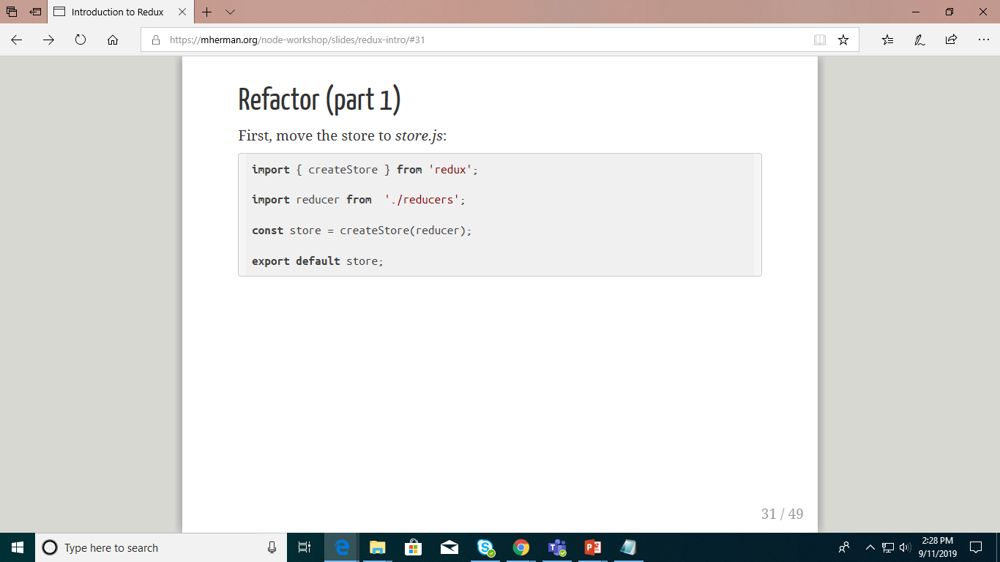 Introduction to Redux
https://mherman.org/node-workshop/slides/redux-intro/#31
Refactor (part 1)
First, move the store to store.js:
import { createStore } from 'redux';
import reducer from  './reducers';
const store = createStore(reducer);
export default store;
31 / 49
Type here to search
2:28 PM
9/11/2019